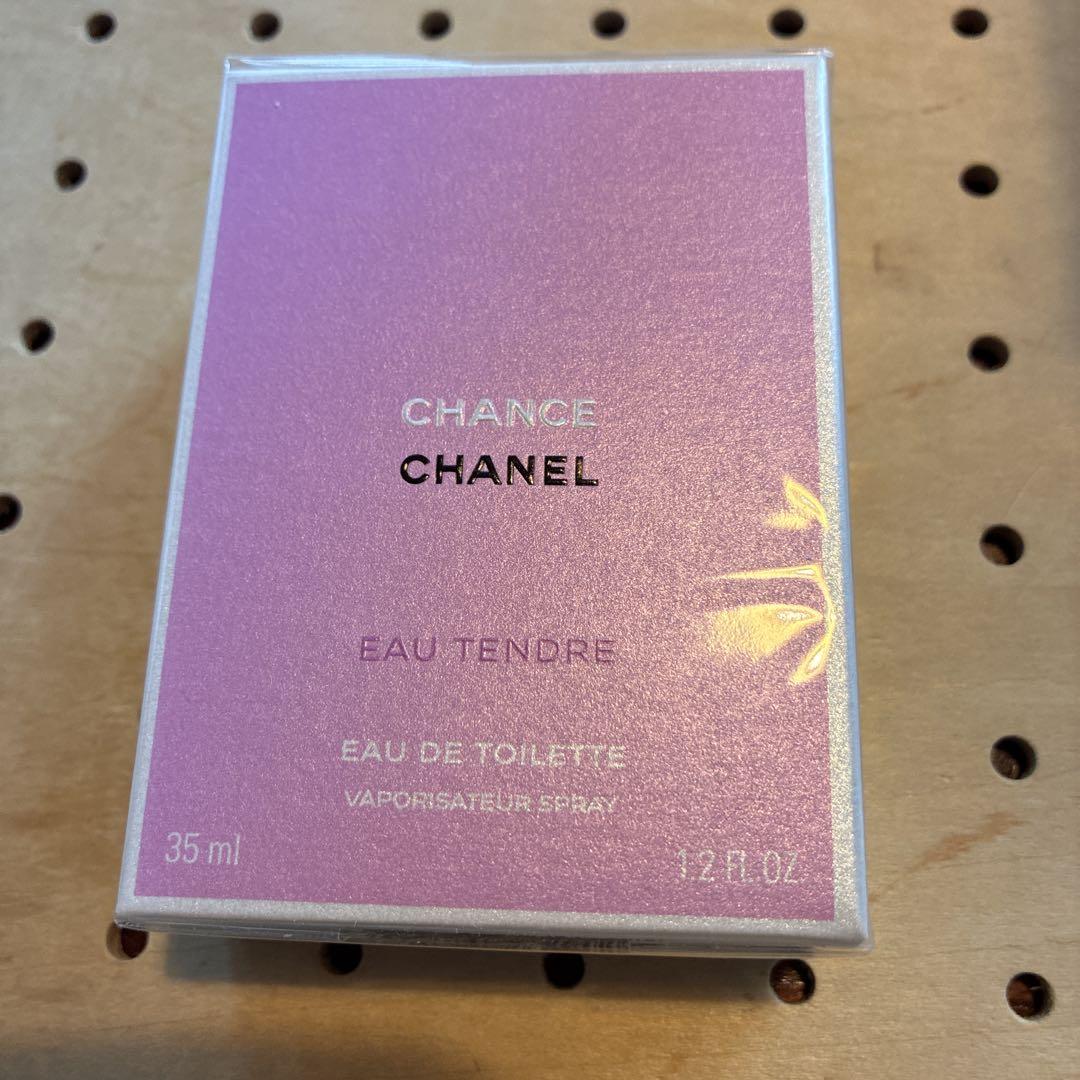 CHANCE
CHANEL
EAU TENDRE
EAU DE TOILETTE
VAPORISATEUR SPRAY
35 ml
1.2 FL. OZ.